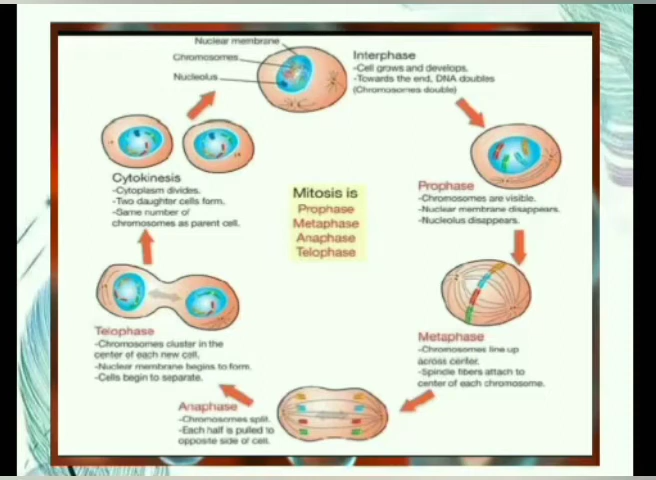 Nuclear membrane
Chromosomes
Nucleolus
Interphase
-Cell grows and develops.
-Towards the end, DNA doubles
(Chromosomes double)
Prophase
-Chromosomes are visible.
-Nuclear membrane disappears.
-Nucleolus disappears.
Metaphase
-Chromosomes line up
across center.
-Spindle fibers attach to
center of each chromosome.
Anaphase
-Chromosomes split.
-Each half is pulled to
opposite side of cell.
Telophase
-Chromosomes cluster in the
center of each new cell.
-Nuclear membrane begins to form.
-Cells begin to separate.
Cytokinesis
-Cytoplasm divides.
-Two daughter cells form.
-Same number of
chromosomes as parent cell.
Mitosis is
Prophase
Metaphase
Anaphase
Telophase